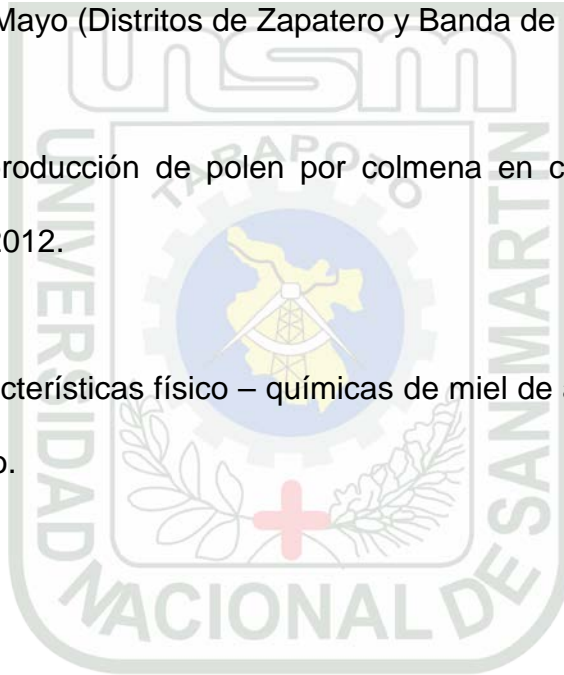 Mayo (Distritos de Zapatero y Banda de
roducción de polen por colmena en c
2012.
cterísticas físico – químicas de miel de a
o.
unsm
TARAPOTO
UNIVERSIDAD
NACIONAL DE
SAN MARTIN